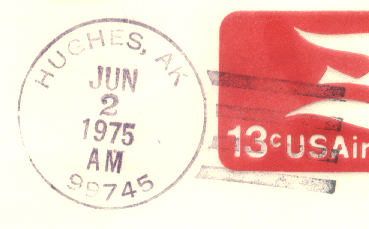 HUGHES, AK
JUN
2
1975
AM
99745
13c USAir